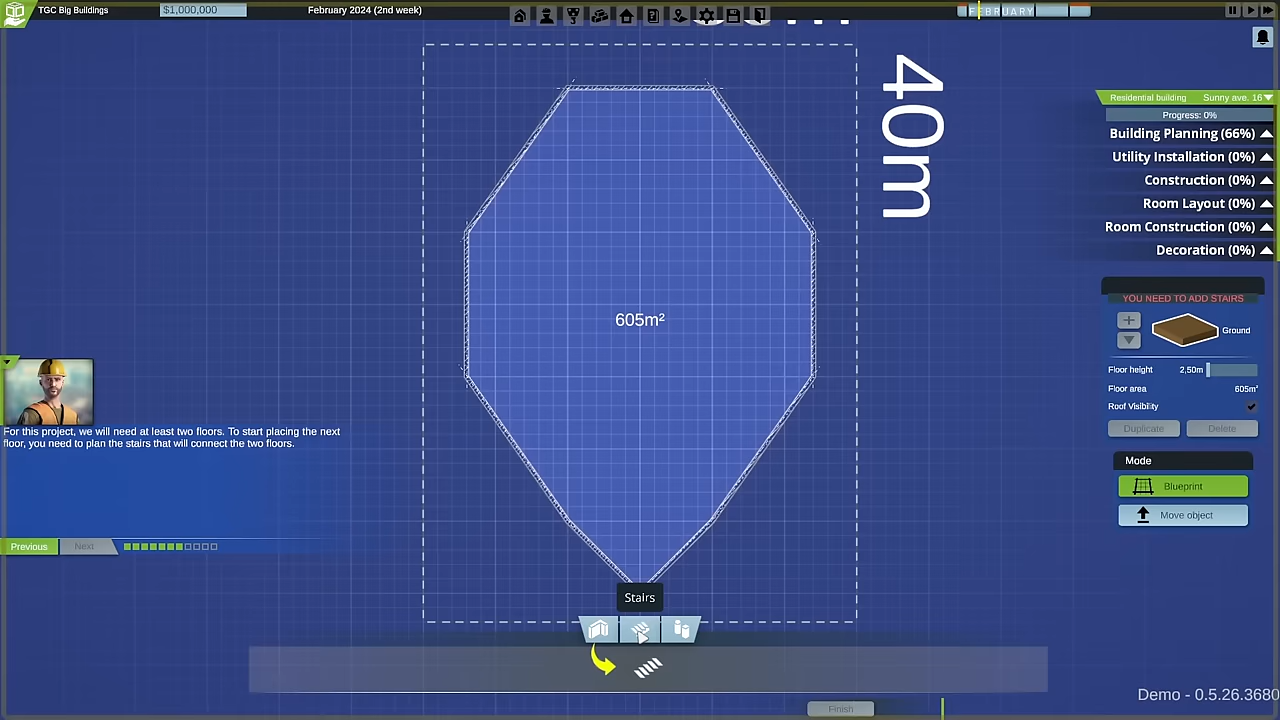 TGC Big Buildings
$1,000,000
February 2024 (2nd week)
FEBRUARY
40m
Residential building
Sunny ave. 16
Progress: 0%
Building Planning (66%)
Utility Installation (0%)
Construction (0%)
Room Layout (0%)
Room Construction (0%)
Decoration (0%)
YOU NEED TO ADD STAIRS
Ground
Floor height
2,50m
Floor area
605m²
Roof Visibility
Duplicate
Delete
Mode
Blueprint
Move object
605m²
For this project, we will need at least two floors. To start placing the next
floor, you need to plan the stairs that will connect the two floors.
Previous
Next
Stairs
Finish
Demo - 0.5.26.3680